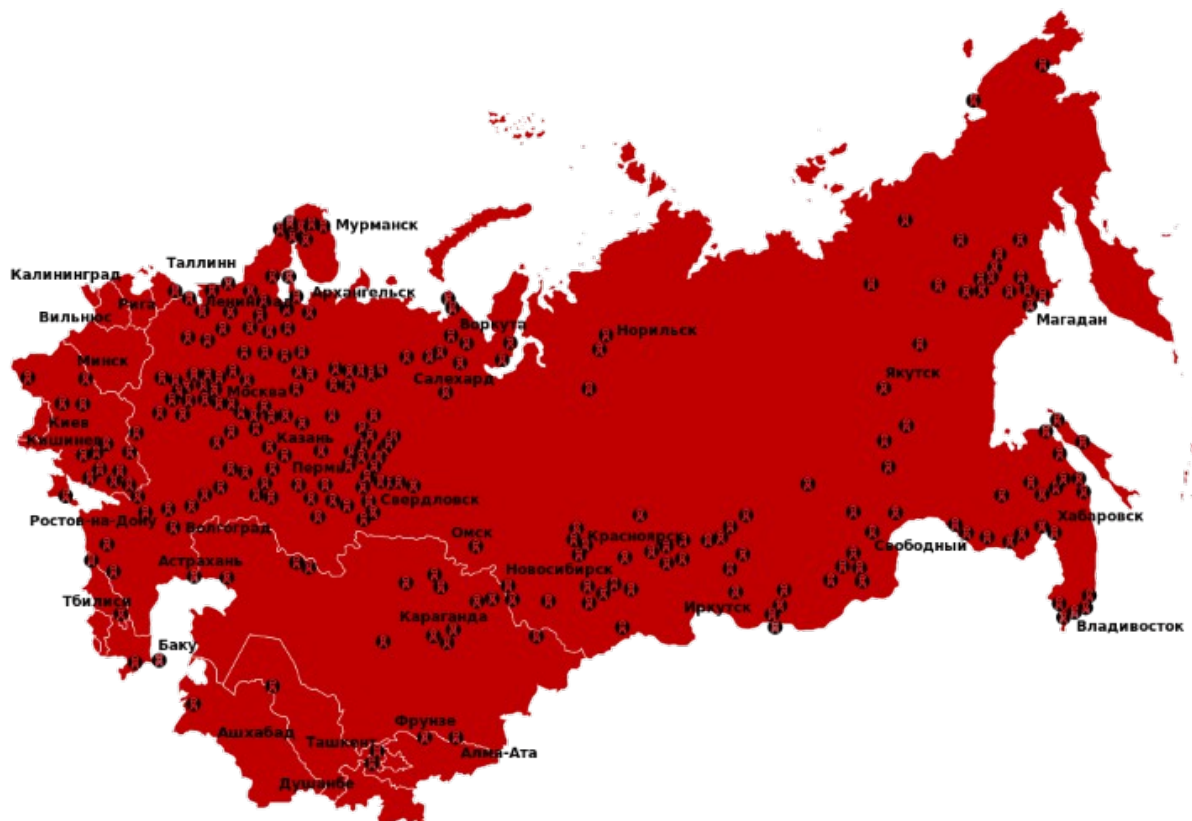 Мурманск
Таллинн
Калининград
Архангельск
Рига
Ленинград
Вильнюс
Воркута
Норильск
Магадан
Минск
Салехард
Якутск
Москва
Киев
Казань
Кишинев
Пермь
Свердловск
Хабаровск
Ростов-на-Дону
Волгоград
Омск
Красноярск
Свободный
Астрахань
Новосибирск
Тбилиси
Караганда
Иркутск
Владивосток
Баку
Фрунзе
Ашхабад
Ташкент
Алма-Ата
Душанбе